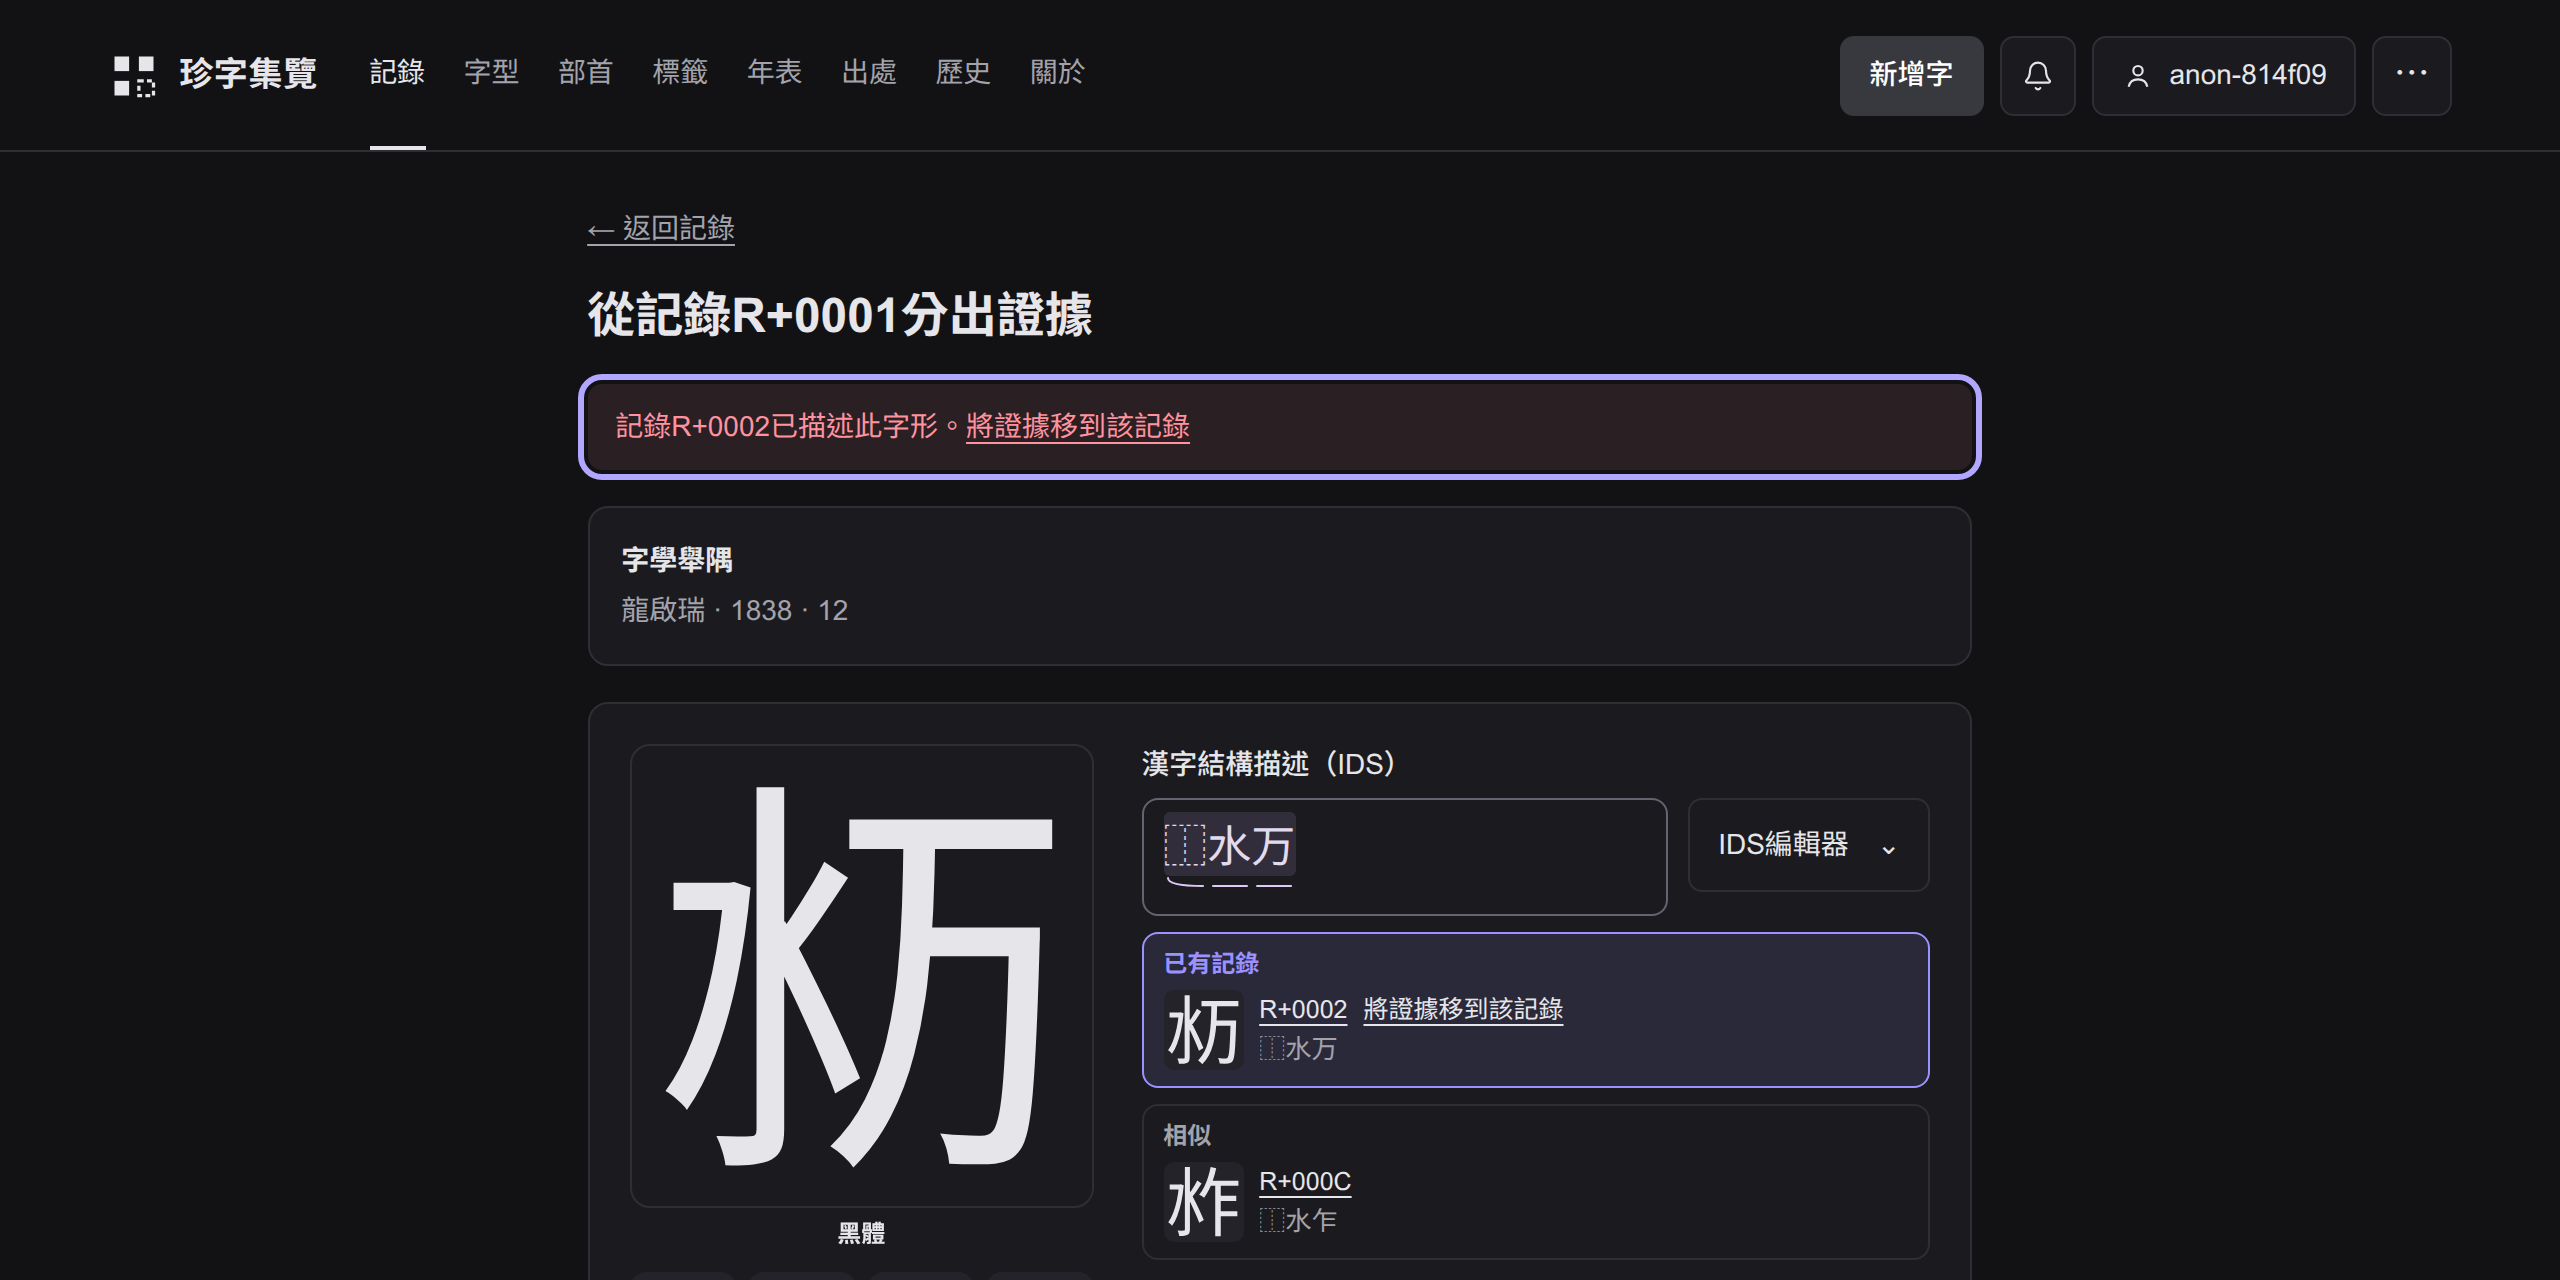 珍字集覽 記錄 字型 部首 標籤 年表 出處 歷史 關於 新增字 anon-814f09 ···
← 返回記錄
從記錄R+0001分出證據
記錄R+0002已描述此字形。將證據移到該記錄
字學舉隅
龍啟瑞 · 1838 · 12
漢字結構描述（IDS）
⿰水万
IDS編輯器
已有記錄
R+0002 將證據移到該記錄
⿰水万
相似
R+000C
⿰水乍
黑體